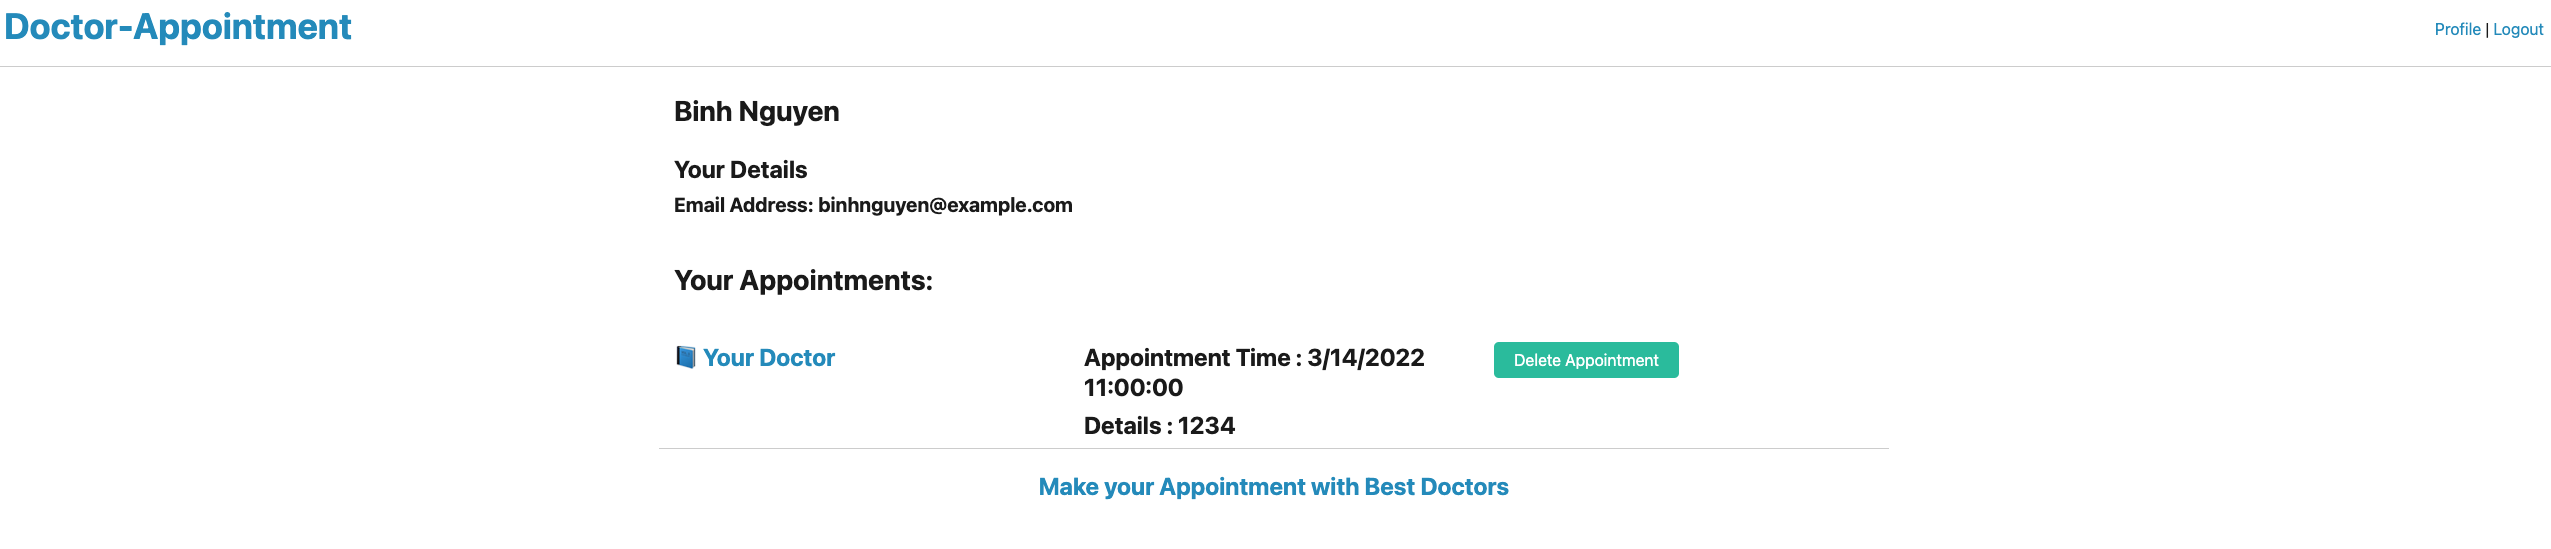 Doctor-Appointment
Profile | Logout
Binh Nguyen
Your Details
Email Address: binhnguyen@example.com
Your Appointments:
Your Doctor
Appointment Time : 3/14/2022
11:00:00
Details : 1234
Delete Appointment
Make your Appointment with Best Doctors